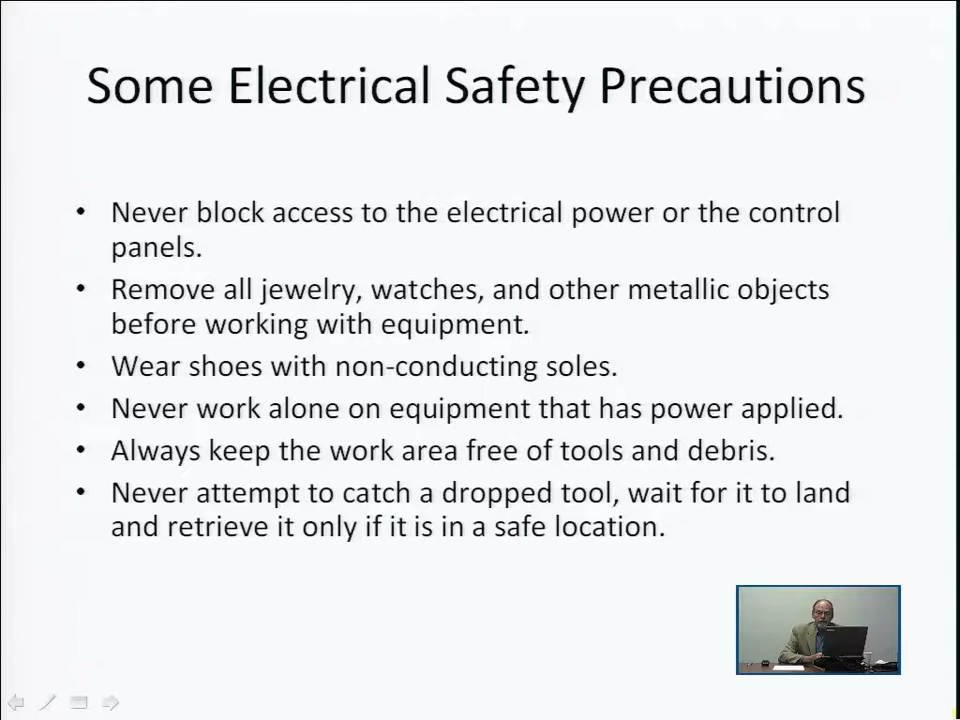 Some Electrical Safety Precautions
• Never block access to the electrical power or the control
panels.
• Remove all jewelry, watches, and other metallic objects
before working with equipment.
• Wear shoes with non-conducting soles.
• Never work alone on equipment that has power applied.
• Always keep the work area free of tools and debris.
• Never attempt to catch a dropped tool, wait for it to land
and retrieve it only if it is in a safe location.